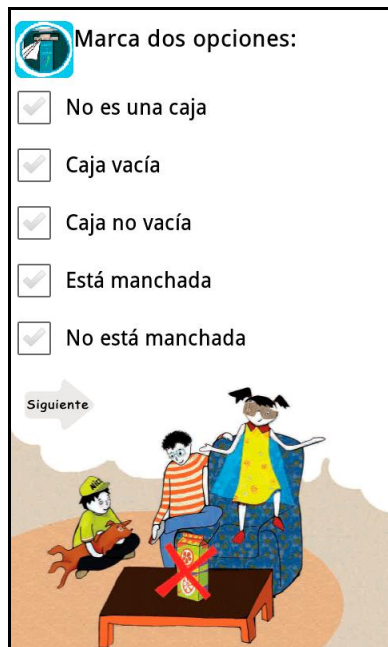 Marca dos opciones:
No es una caja
Caja vacía
Caja no vacía
Está manchada
No está manchada
Siguiente